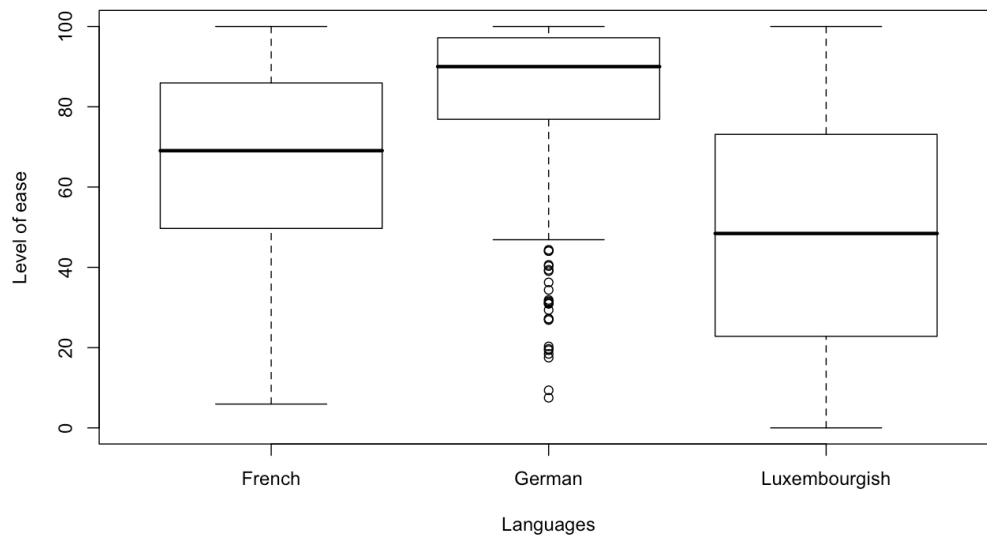 Level of ease
100
80
60
40
20
0
French
German
Luxembourgish
Languages